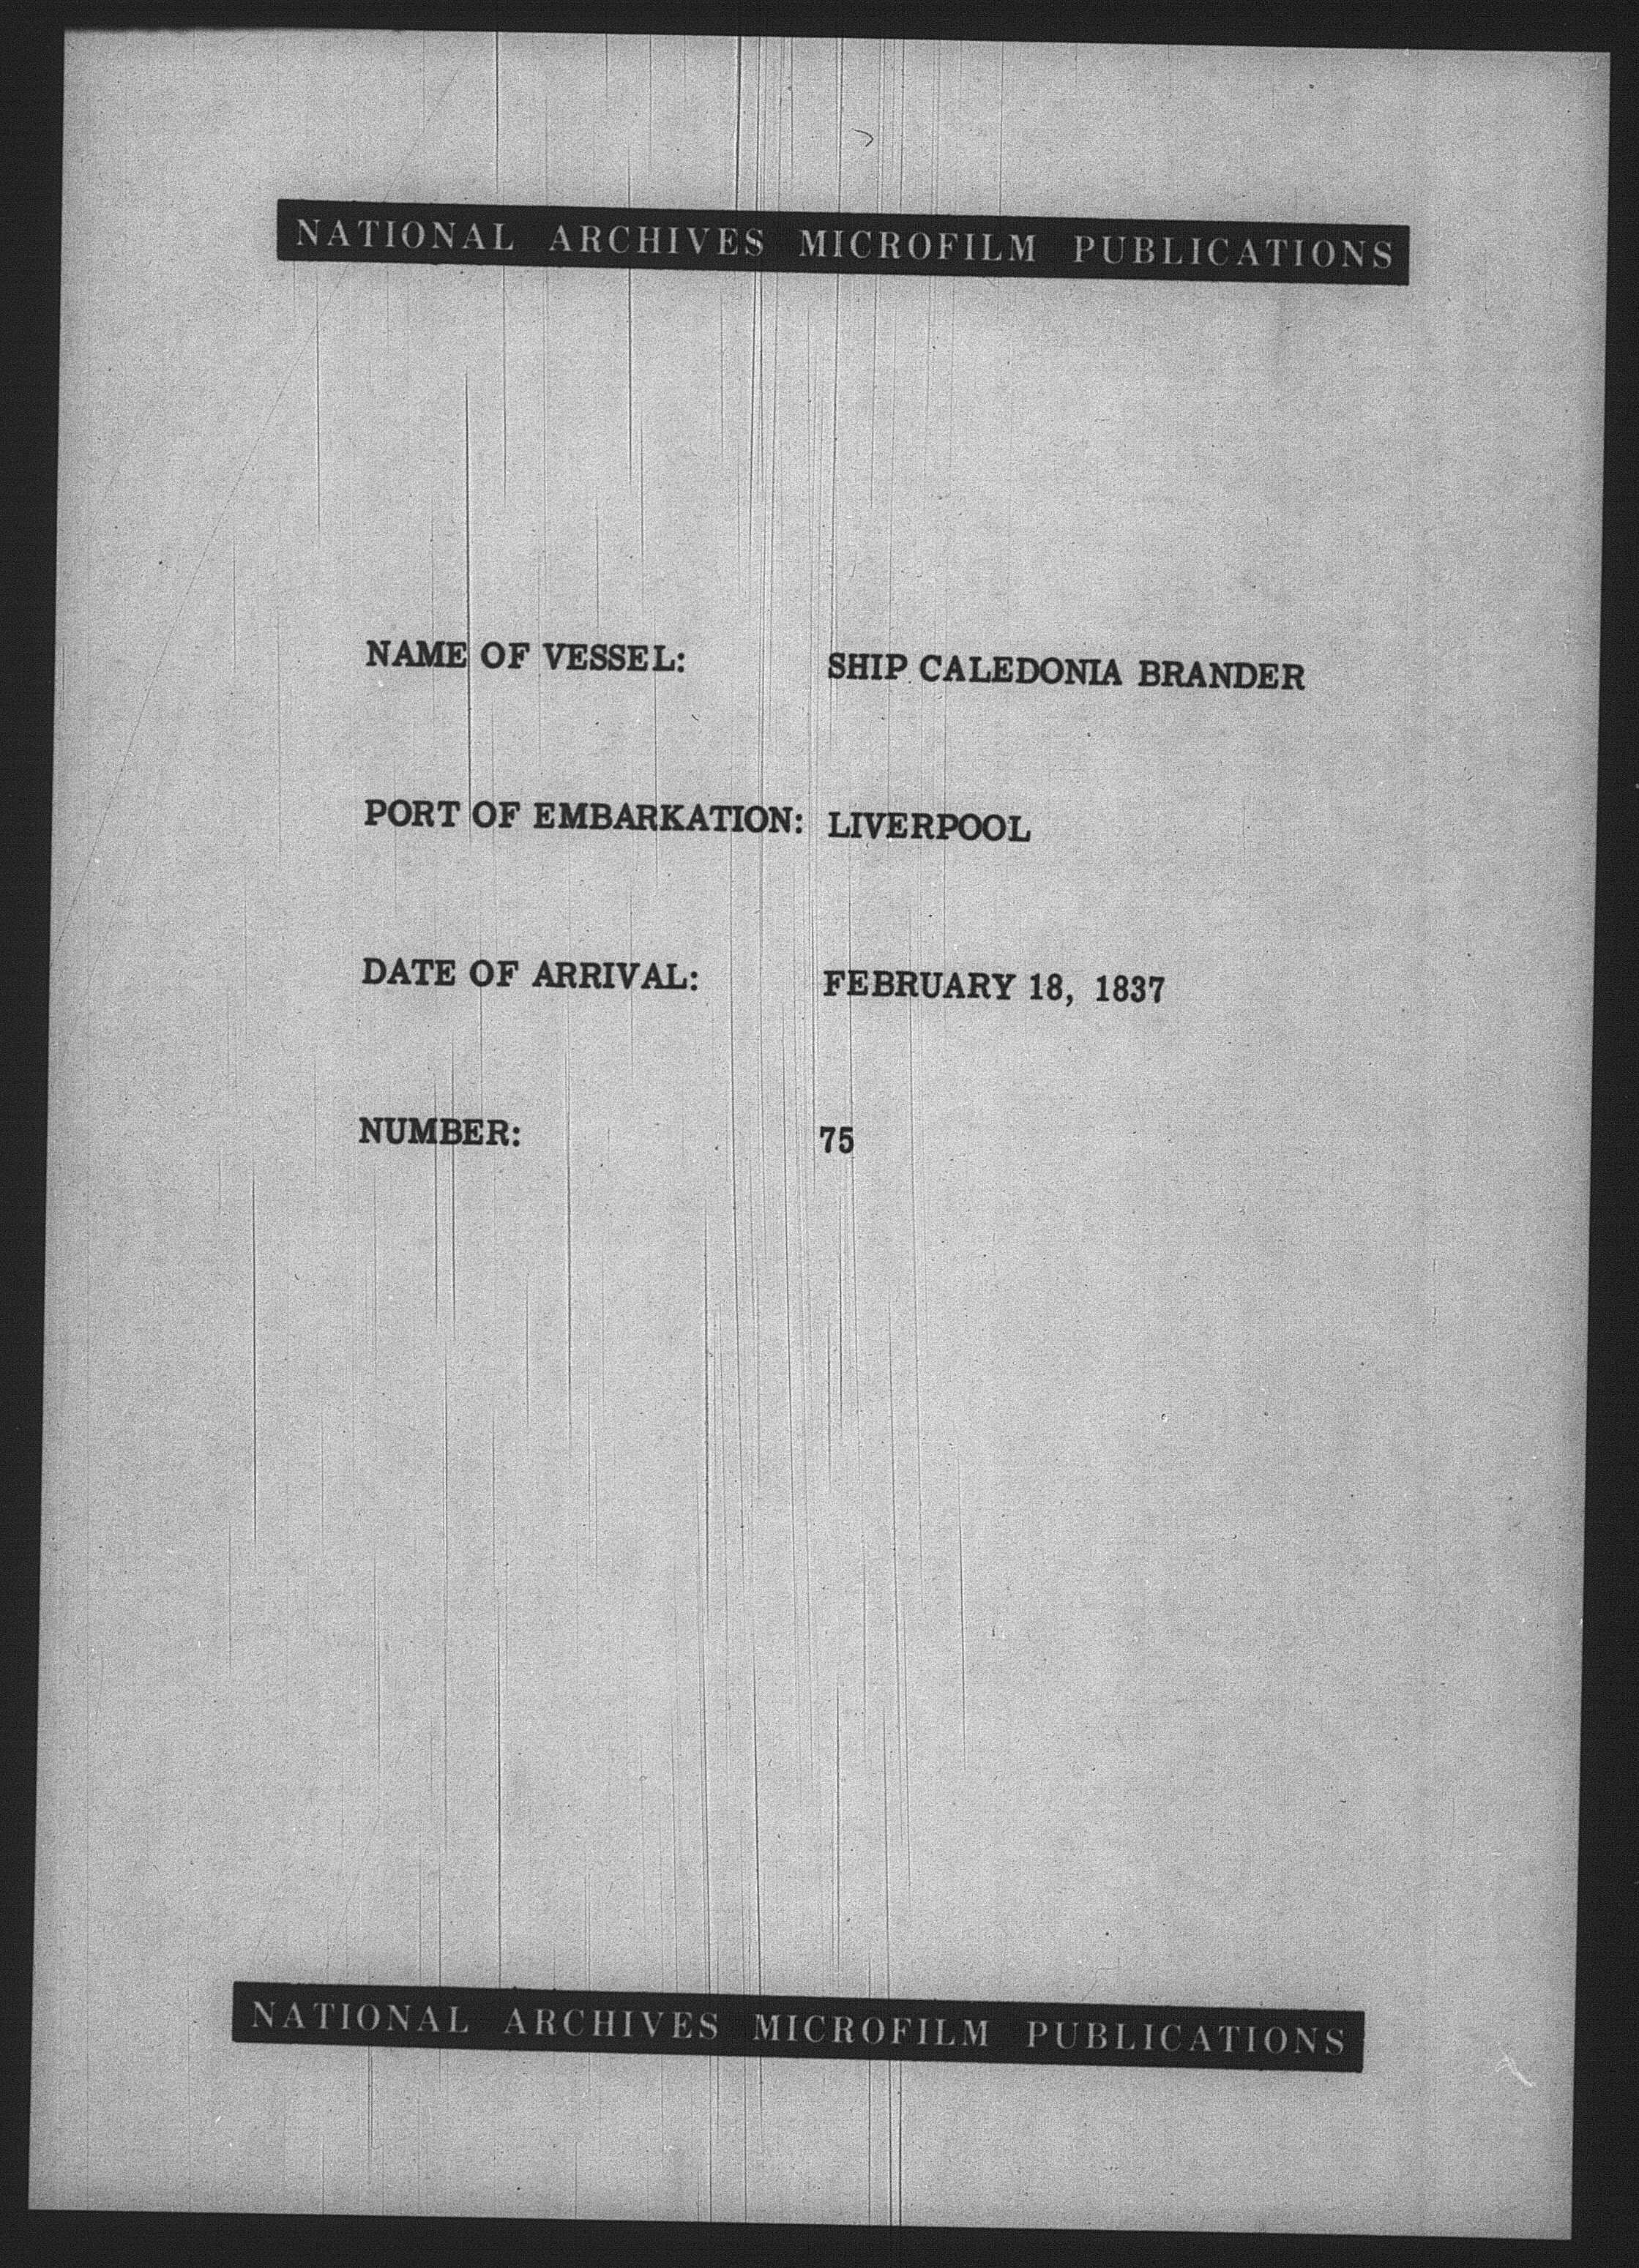 NATIONAL ARCHIVES MICROFILM PUBLICATIONS
NAME OF VESSEL: SHIP CALEDONIA BRANDER
PORT OF EMBARKATION: LIVERPOOL
DATE OF ARRIVAL: FEBRUARY 18, 1837
NUMBER: 75
NATIONAL ARCHIVES MICROFILM PUBLICATIONS